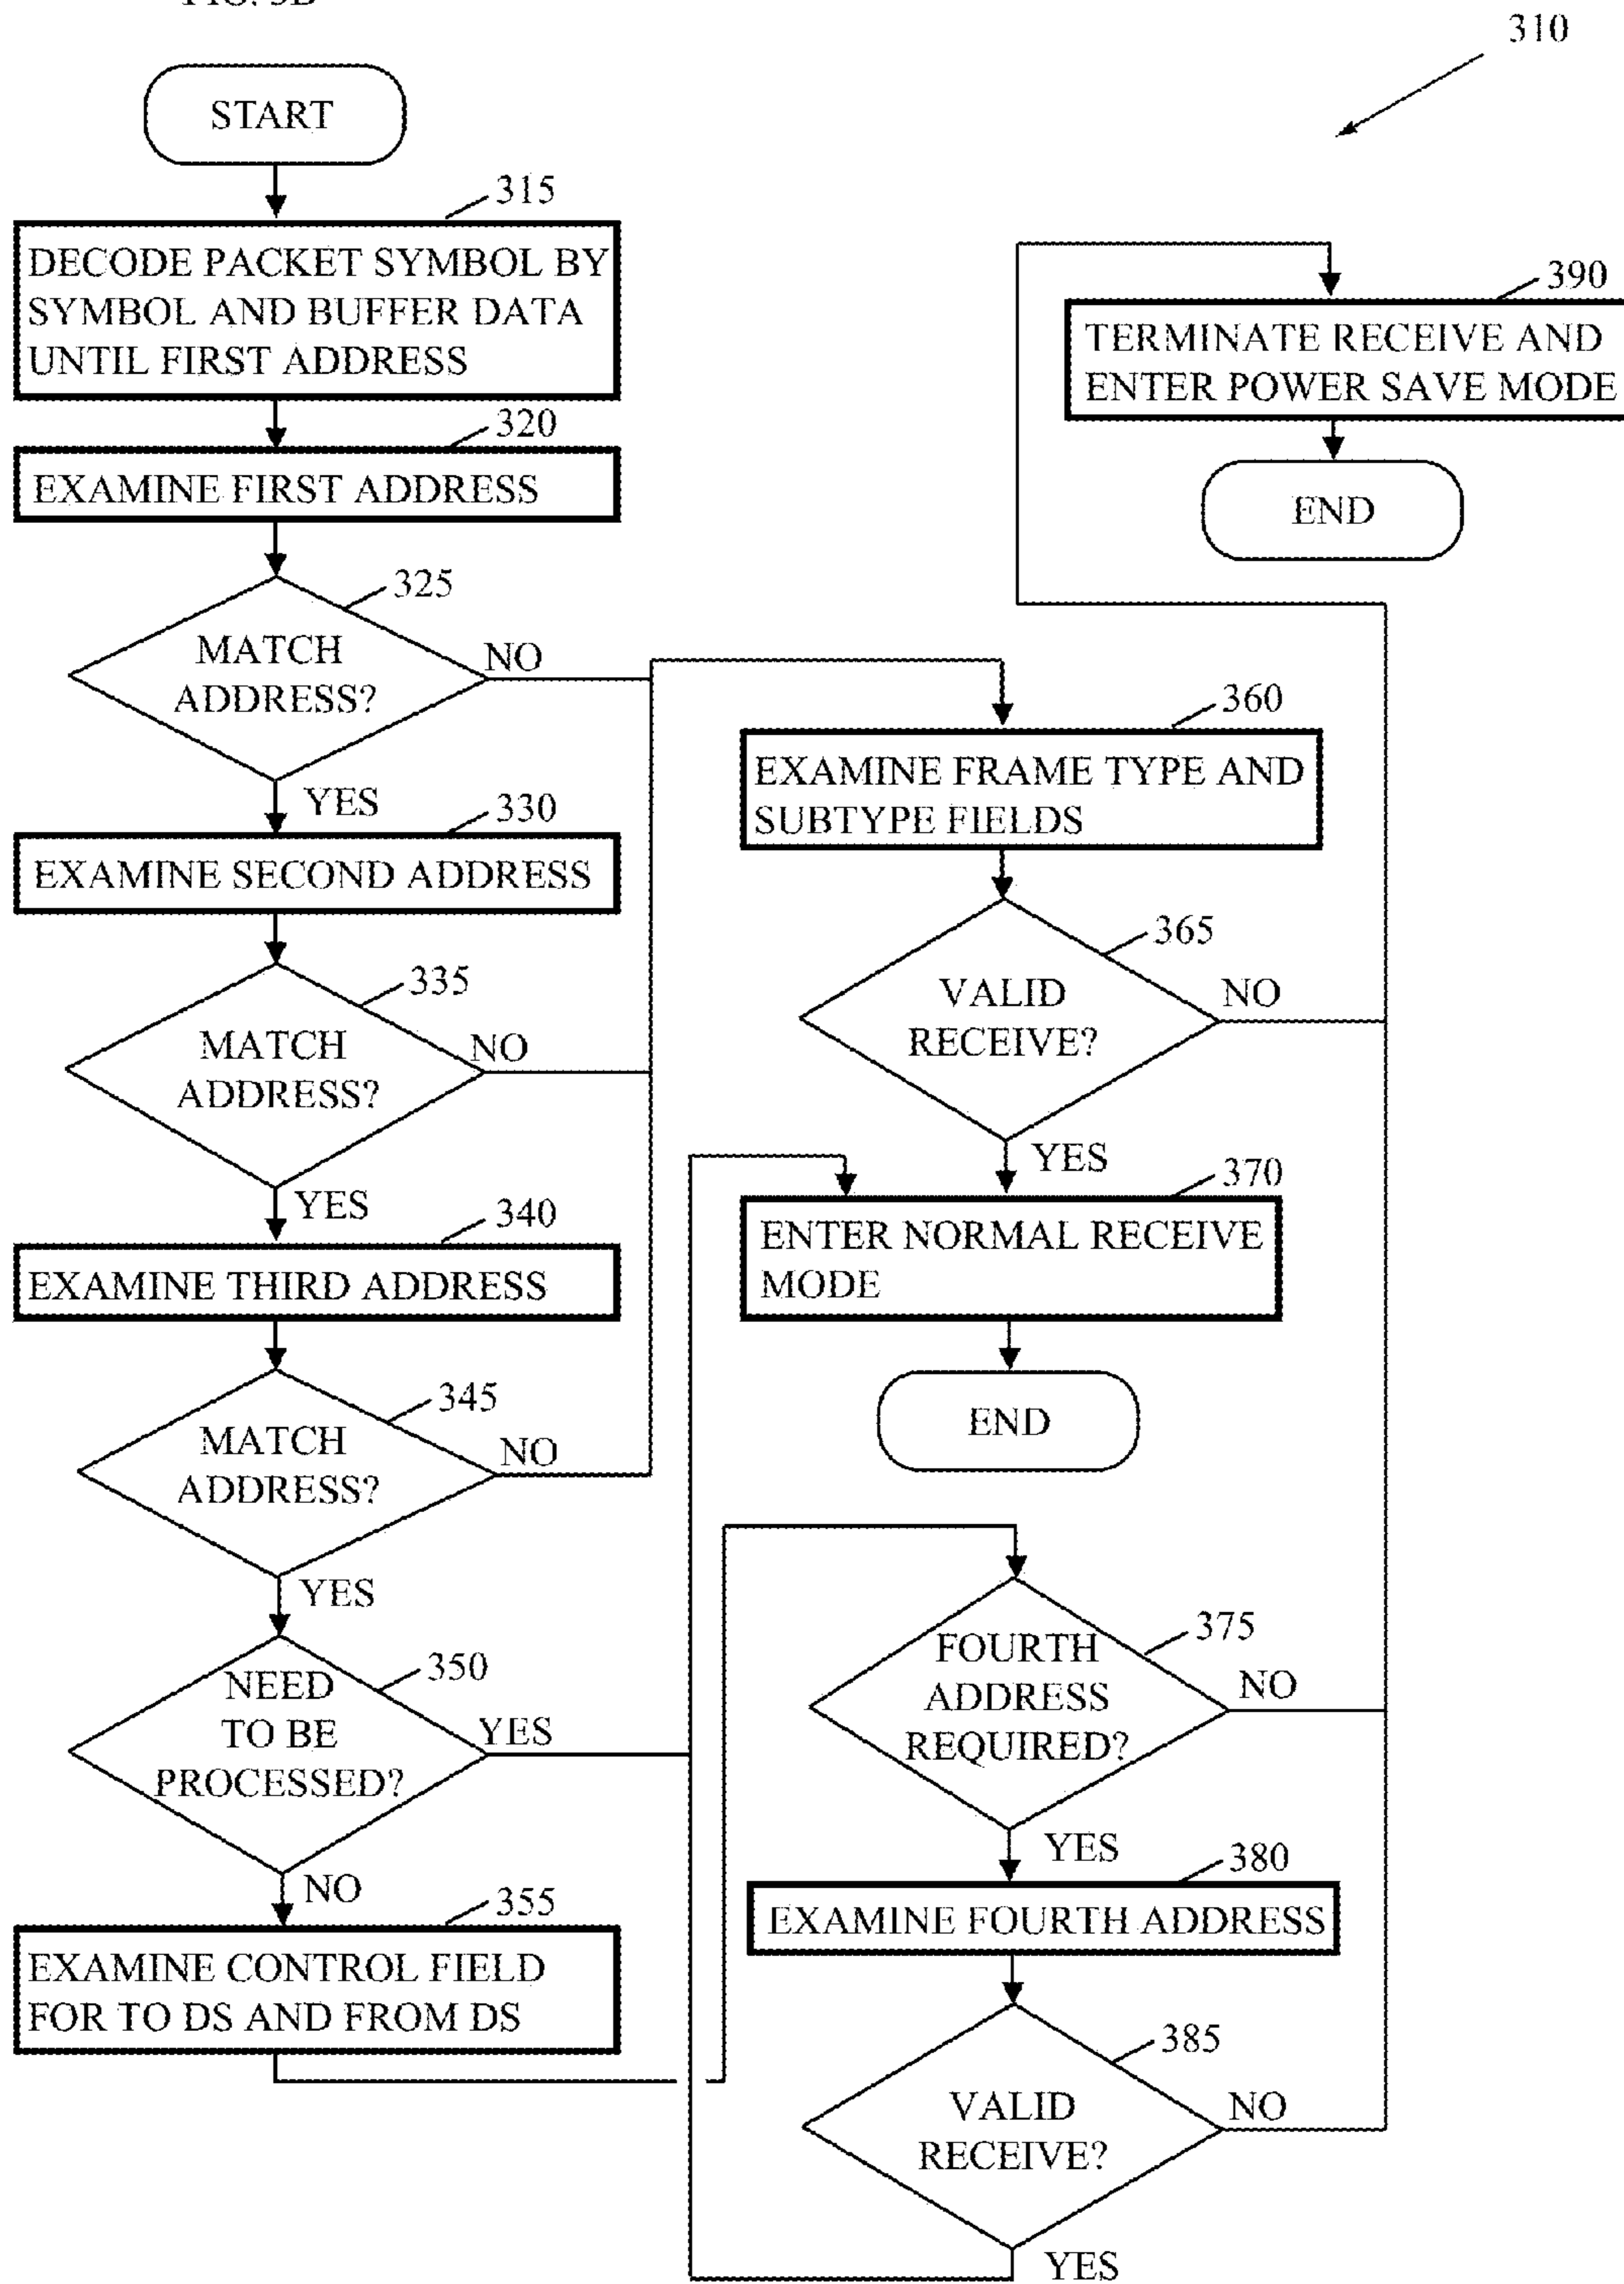 310
START
315
DECODE PACKET SYMBOL BY
SYMBOL AND BUFFER DATA
UNTIL FIRST ADDRESS
320
EXAMINE FIRST ADDRESS
325
MATCH
ADDRESS?
NO
YES
330
EXAMINE SECOND ADDRESS
335
MATCH
ADDRESS?
NO
YES
340
EXAMINE THIRD ADDRESS
345
MATCH
ADDRESS?
NO
YES
350
NEED
TO BE
PROCESSED?
YES
NO
355
EXAMINE CONTROL FIELD
FOR TO DS AND FROM DS
360
EXAMINE FRAME TYPE AND
SUBTYPE FIELDS
365
VALID
RECEIVE?
NO
YES
370
ENTER NORMAL RECEIVE
MODE
END
375
FOURTH
ADDRESS
REQUIRED?
NO
YES
380
EXAMINE FOURTH ADDRESS
385
VALID
RECEIVE?
NO
YES
390
TERMINATE RECEIVE AND
ENTER POWER SAVE MODE
END